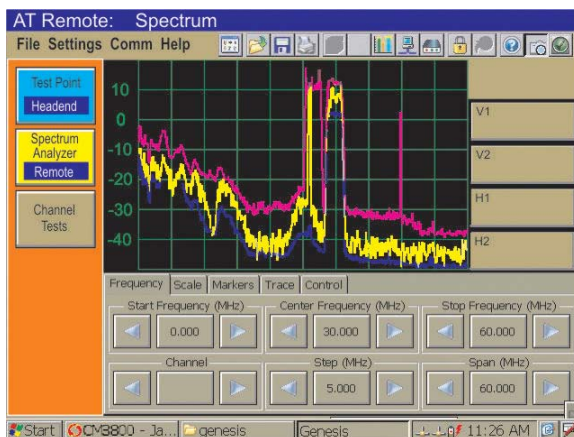 AT Remote: Spectrum
File Settings Comm Help
Test Point
Headend
Spectrum
Analyzer
Remote
Channel
Tests
10
0
-10
-20
-30
-40
V1
V2
H1
H2
Frequency Scale Markers Trace Control
Start Frequency (MHz) Center Frequency (MHz) Stop Frequency (MHz)
0.000 30.000 60.000
Channel Step (MHz) Span (MHz)
5.000 60.000
Start CM3800 - Ja... genesis Genesis 11:26 AM